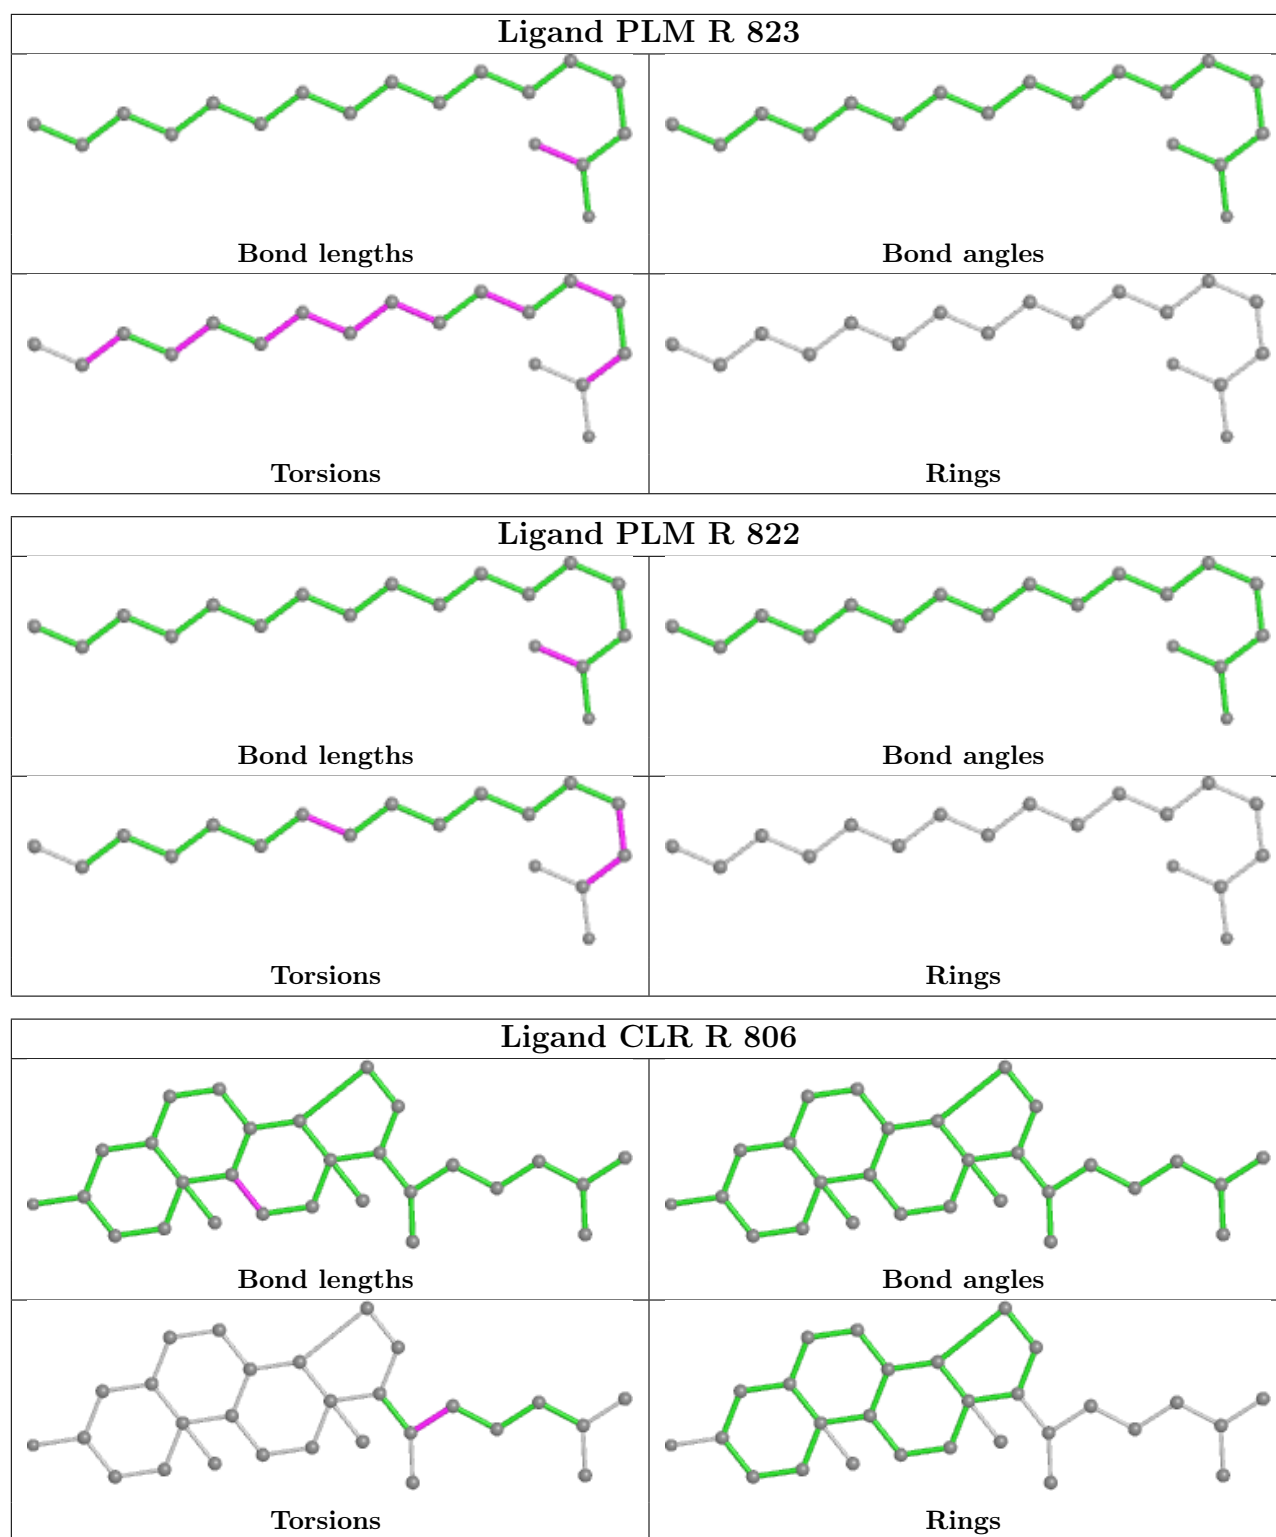 Ligand PLM R 823
Bond lengths
Bond angles
Torsions
Rings
Ligand PLM R 822
Bond lengths
Bond angles
Torsions
Rings
Ligand CLR R 806
Bond lengths
Bond angles
Torsions
Rings